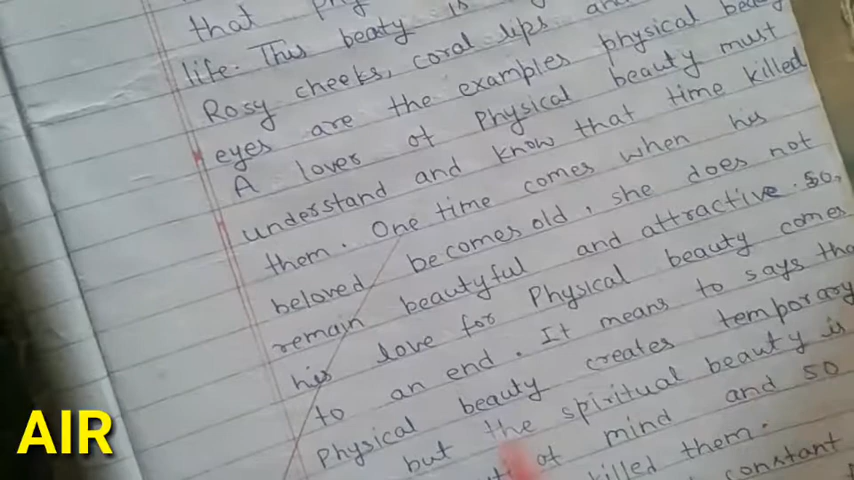 that
life. This beaty is
Rosy cheeks, coral lips and
eyes are the examples physical beauty
A lover of Physical beauty must
understand and know that time killed
them. One time comes when his
beloved becomes old, she does not
remain beautyful and attractive. So,
his love for Physical beauty comes
to an end. It means to says tha
Physical beauty creates temporary
but the spiritual beauty is
of mind and so
killed them.
constant
AIR